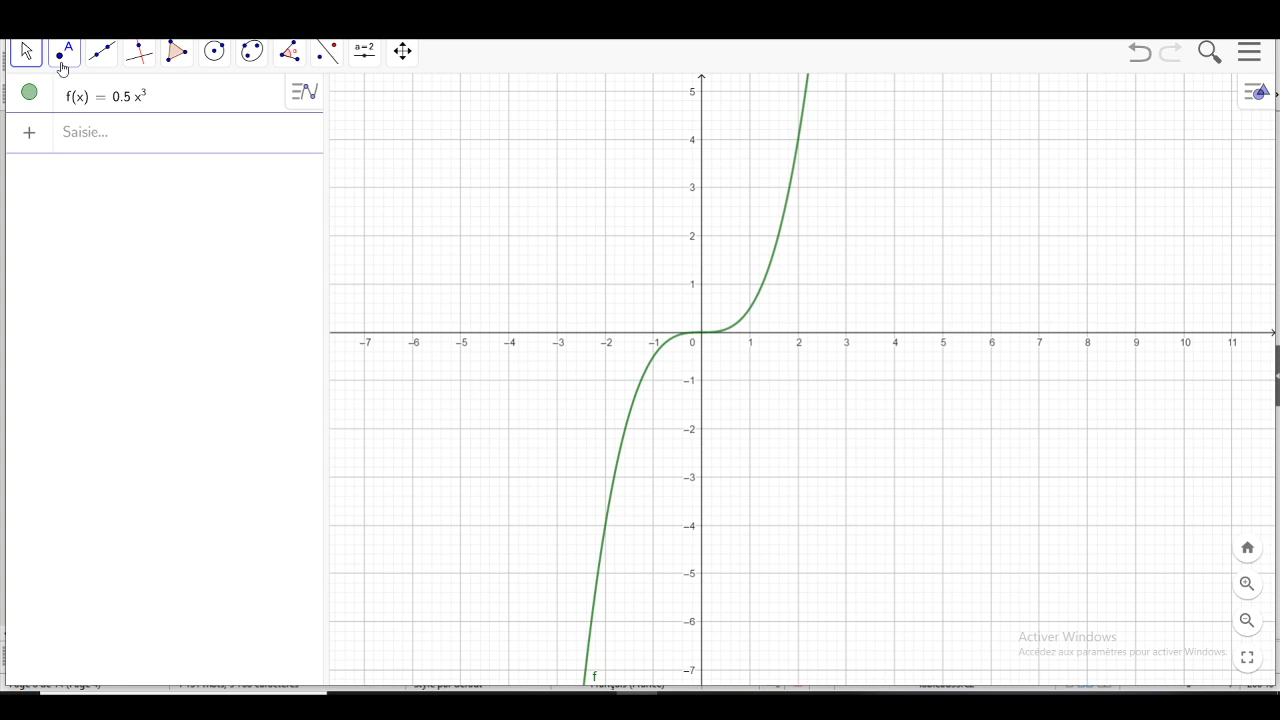 A
a=2
f(x) = 0.5 x³
+ Saisie...
5
4
3
2
1
−7 −6 −5 −4 −3 −2 −1 0 1 2 3 4 5 6 7 8 9 10 11
−1
−2
−3
−4
−5
−6
−7
f
Activer Windows
Accédez aux paramètres pour activer Windows.